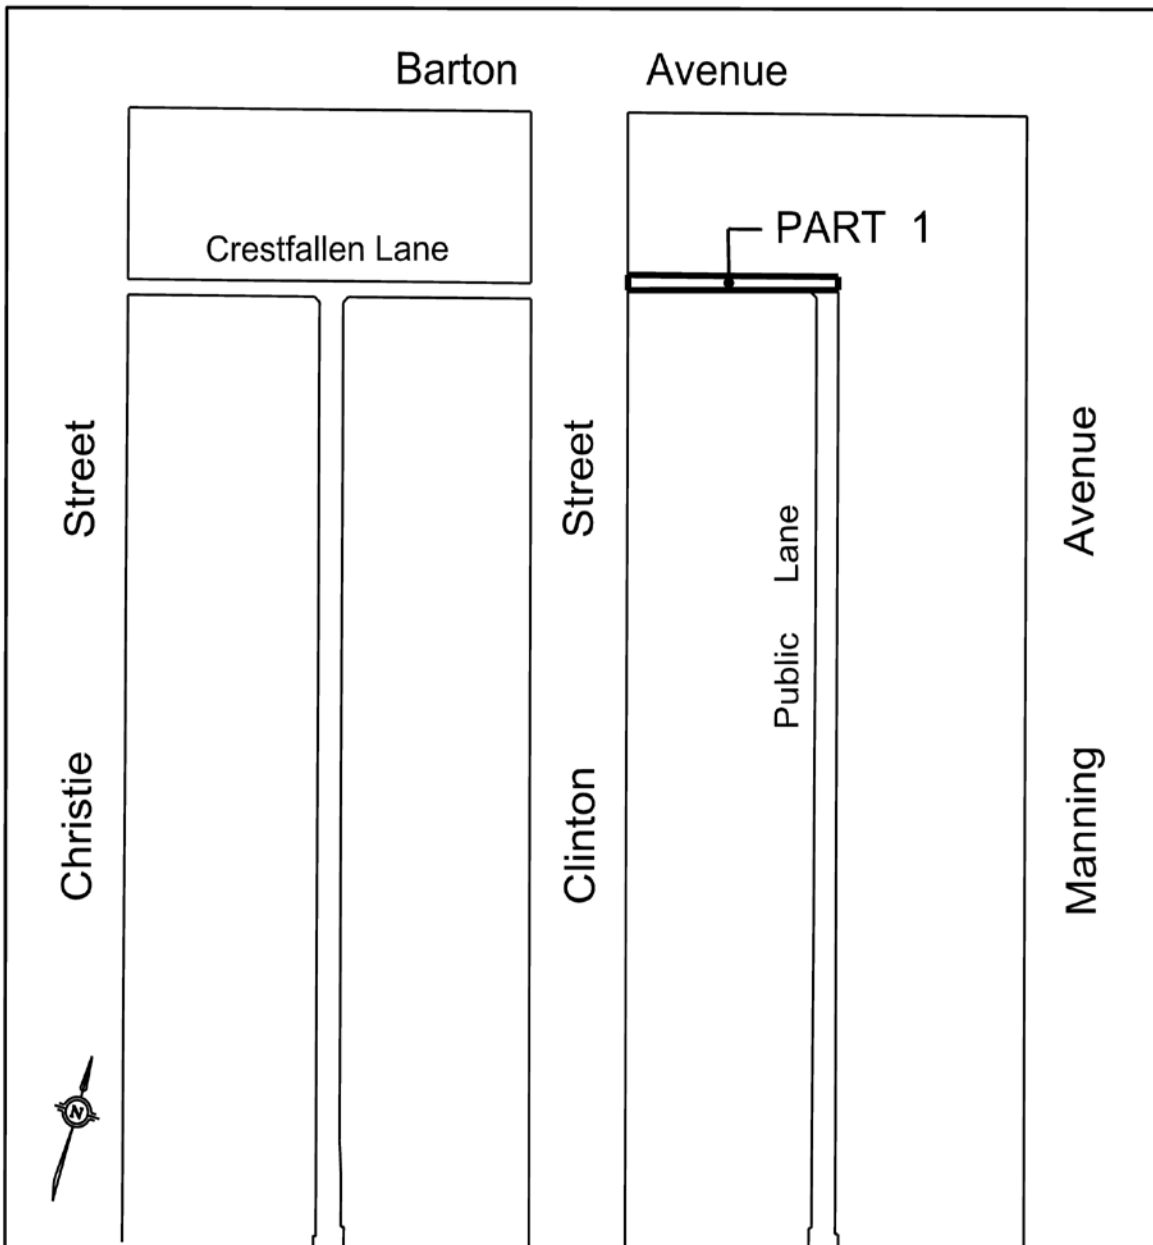 Barton Avenue
PART 1
Crestfallen Lane
Christie Street
Clinton Street
Public Lane
Manning Avenue
N